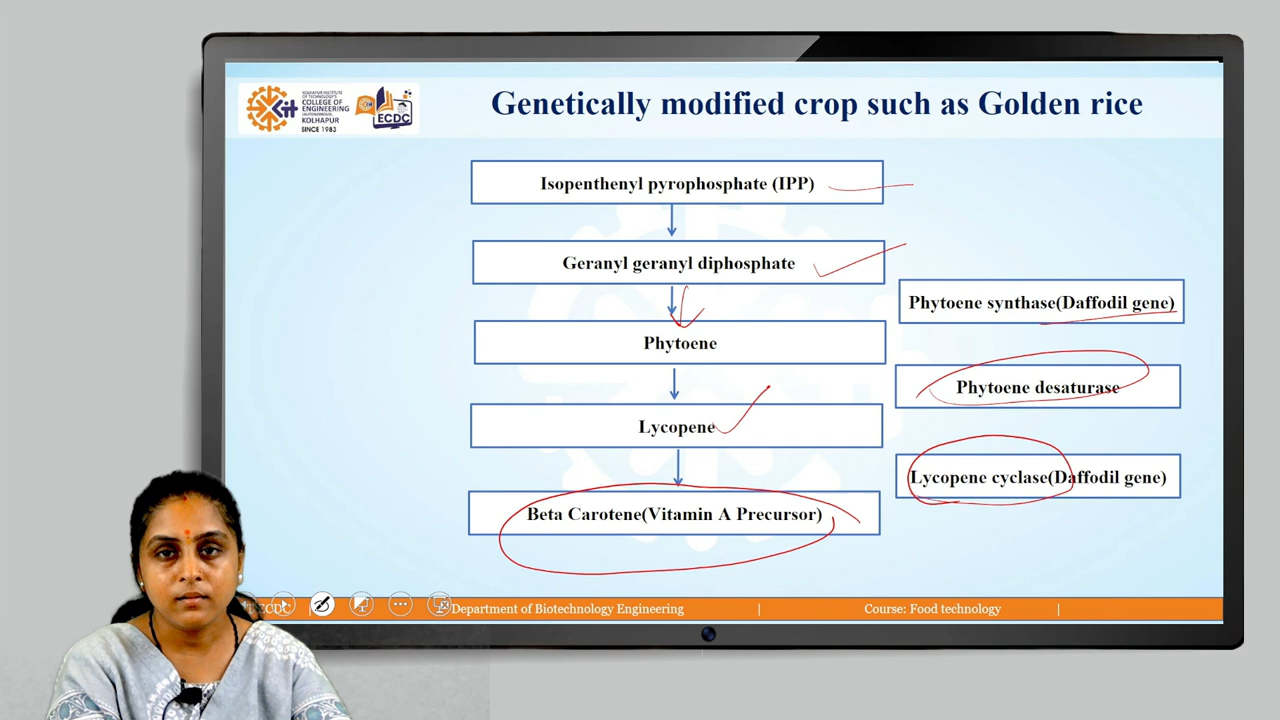 KOLHAPUR INSTITUTE
OF TECHNOLOGY'S
COLLEGE OF
ENGINEERING
(AUTONOMOUS),
KOLHAPUR
SINCE 1983
ECDC
Genetically modified crop such as Golden rice
Isopenthenyl pyrophosphate (IPP)
Geranyl geranyl diphosphate
Phytoene synthase(Daffodil gene)
Phytoene
Phytoene desaturase
Lycopene
Lycopene cyclase(Daffodil gene)
Beta Carotene(Vitamin A Precursor)
Department of Biotechnology Engineering | Course: Food technology |